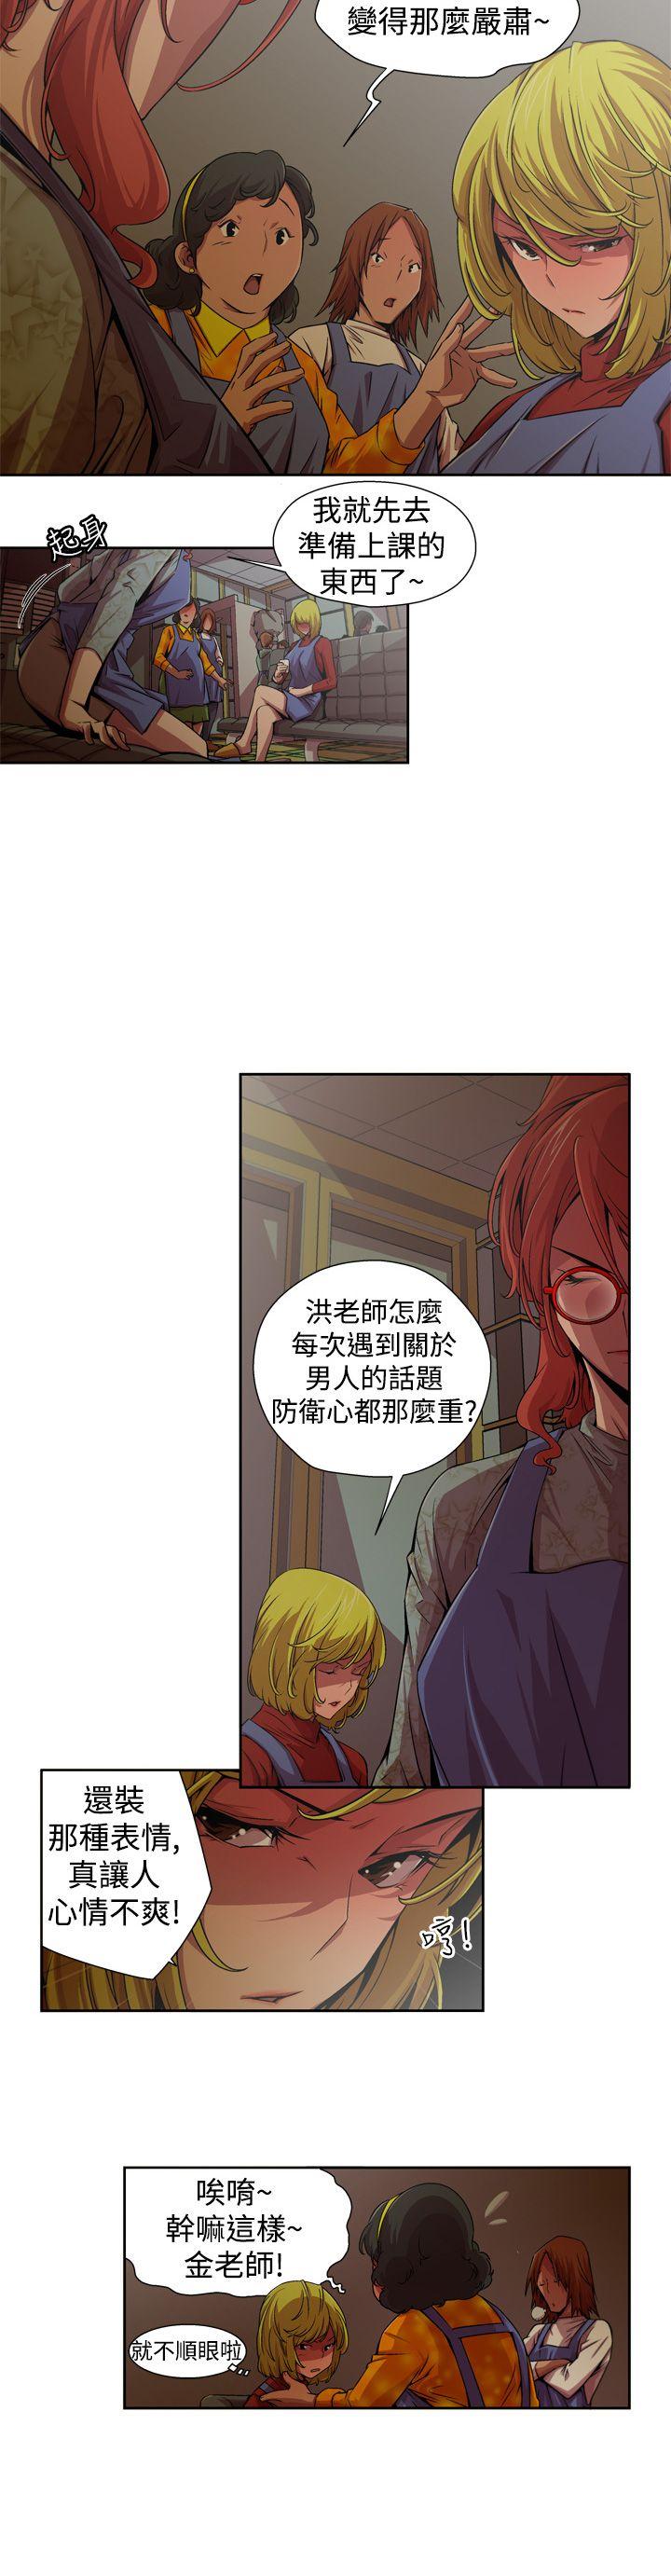 變得那麼嚴肅~
起身
我就先去
準備上課的
東西了~
洪老師怎麼
每次遇到關於
男人的話題
防衛心都那麼重?
還裝
那種表情,
真讓人
心情不爽!
哼!
唉唷~
幹嘛這樣~
金老師!
就不順眼啦